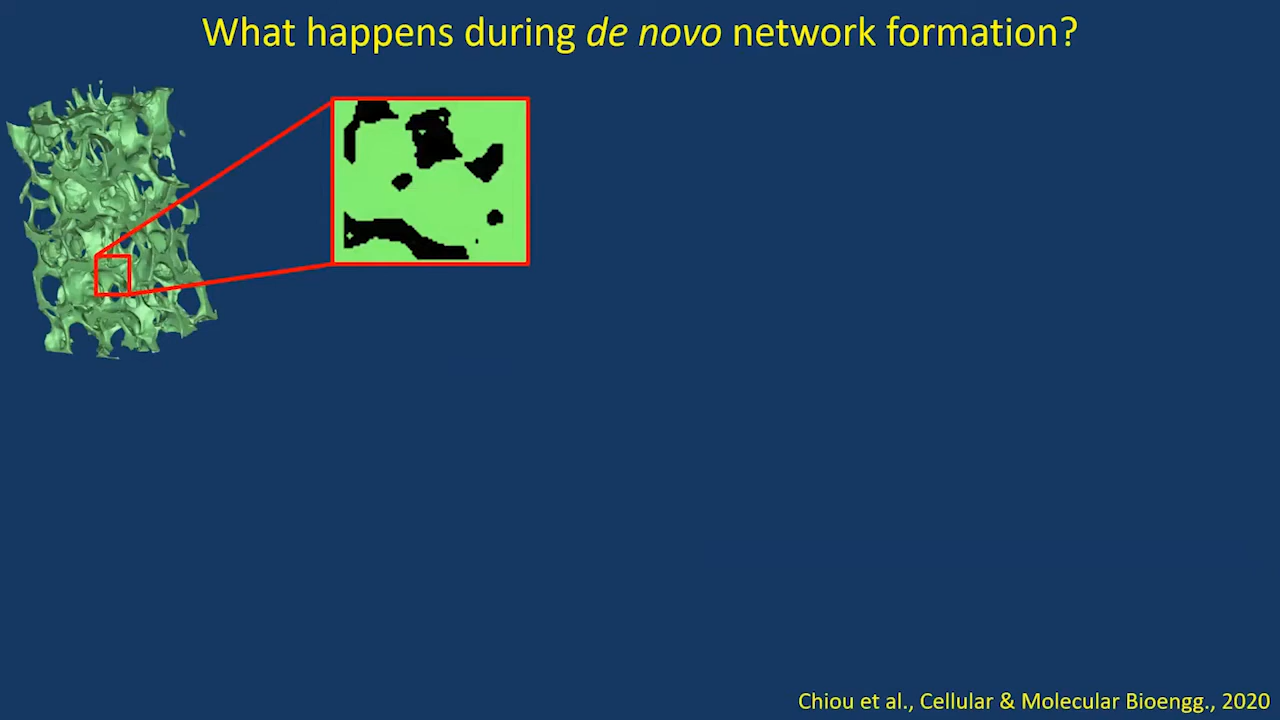 What happens during de novo network formation?
Chiou et al., Cellular & Molecular Bioengg., 2020